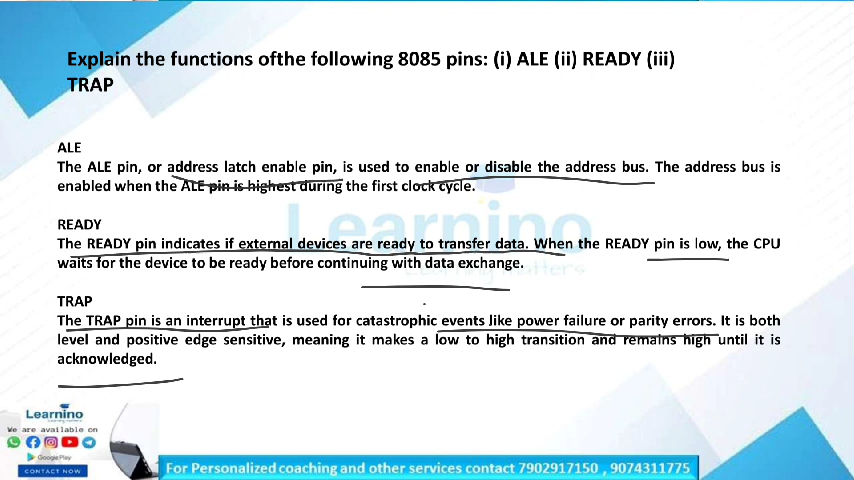 Explain the functions ofthe following 8085 pins: (i) ALE (ii) READY (iii)
TRAP
ALE
The ALE pin, or address latch enable pin, is used to enable or disable the address bus. The address bus is
enabled when the ALE pin is highest during the first clock cycle.
READY
The READY pin indicates if external devices are ready to transfer data. When the READY pin is low, the CPU
waits for the device to be ready before continuing with data exchange.
Learnino
TRAP
The TRAP pin is an interrupt that is used for catastrophic events like power failure or parity errors. It is both
level and positive edge sensitive, meaning it makes a low to high transition and remains high until it is
acknowledged.
Learnino
We are available on
Google Play
CONTACT NOW
For Personalized coaching and other services contact 7902917150 , 9074311775